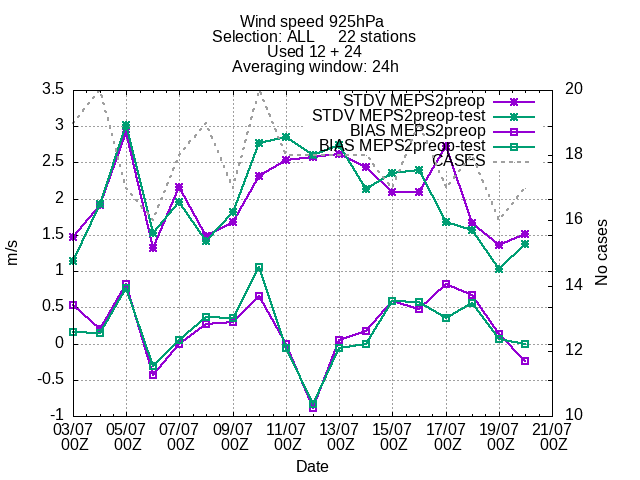 Wind speed 925hPa
Selection: ALL 22 stations
Used 12 + 24
Averaging window: 24h
STDV MEPS2preop
STDV MEPS2preop-test
BIAS MEPS2preop
BIAS MEPS2preop-test
CASES
3.5
3
2.5
2
1.5
1
0.5
0
-0.5
-1
m/s
20
18
16
14
12
10
No cases
03/07 05/07 07/07 09/07 11/07 13/07 15/07 17/07 19/07 21/07
00Z 00Z 00Z 00Z 00Z 00Z 00Z 00Z 00Z 00Z
Date